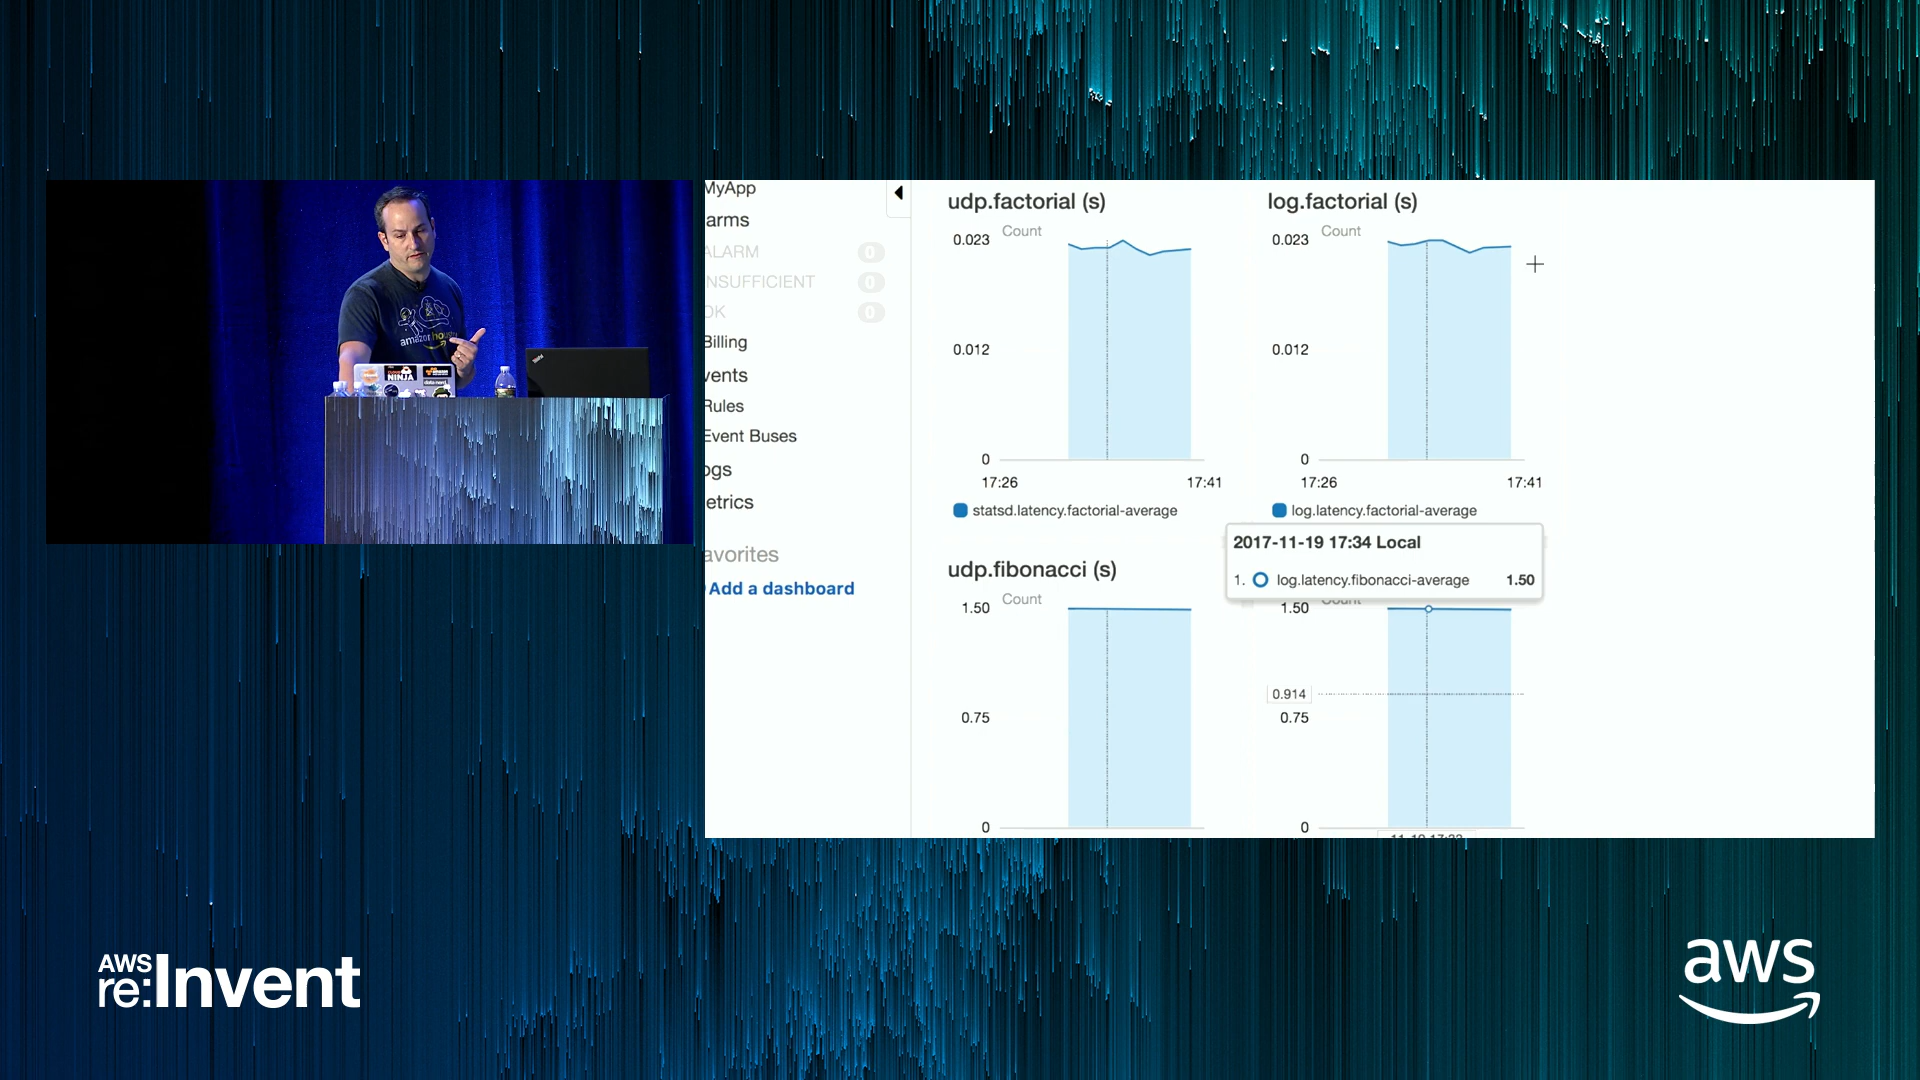 MyApp
arms
ALARM 0
NSUFFICIENT 0
OK 0
Billing
vents
Rules
Event Buses
ogs
etrics
avorites
Add a dashboard
udp.factorial (s)
Count
0.023
0.012
0
17:26 17:41
statsd.latency.factorial-average
log.factorial (s)
Count
0.023
0.012
0
17:26 17:41
log.latency.factorial-average
udp.fibonacci (s)
Count
1.50
0.75
0
2017-11-19 17:34 Local
1. log.latency.fibonacci-average 1.50
Count
1.50
0.914
0.75
0
NINJA
AWS
re:Invent
aws